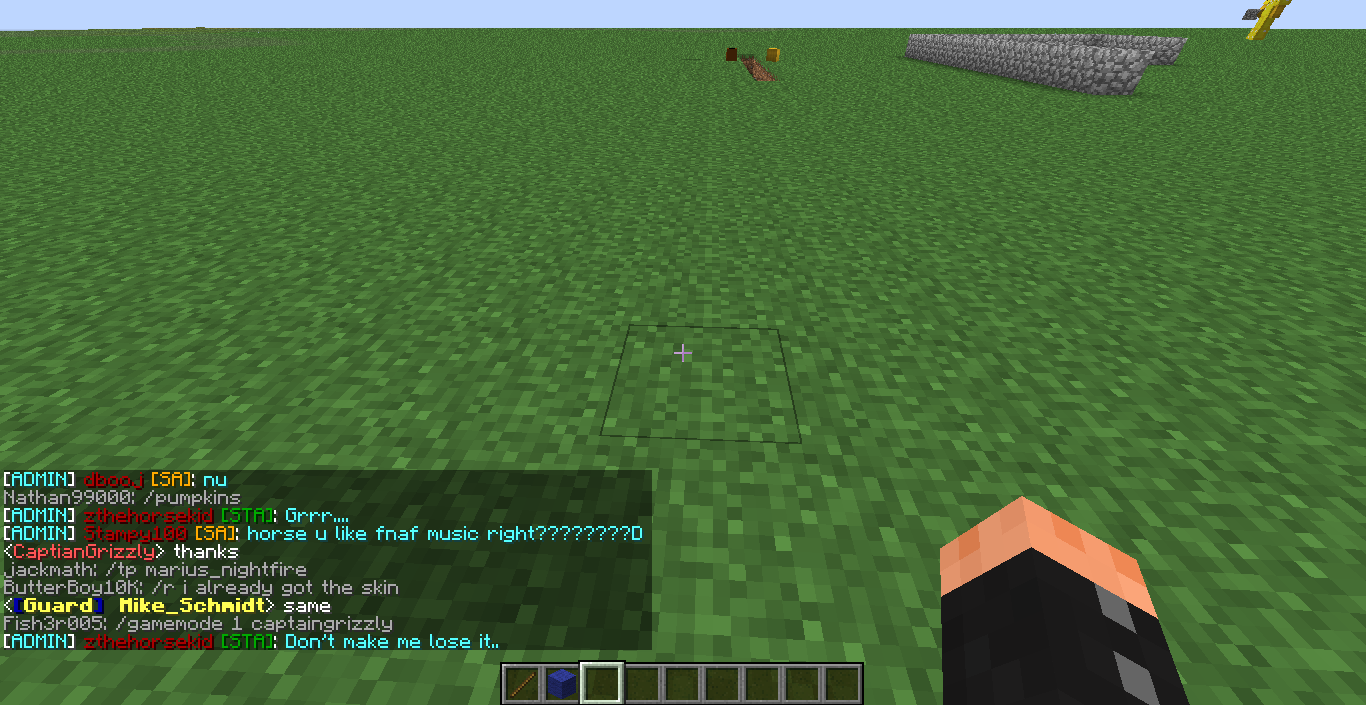 [ADMIN] dbooj [SA]: nu
Nathan99000: /pumpkins
[ADMIN] zthehorsekid [STA]: Grrr....
[ADMIN] Stampy100 [SA]: horse u like fnaf music right????????D
<CaptianGrizzly> thanks
jackmath: /tp marius_nightfire
ButterBoy10K: /r i already got the skin
<[Guard] Mike_Schmidt> same
Fish3r005: /gamemode 1 captaingrizzly
[ADMIN] zthehorsekid [STA]: Don't make me lose it..